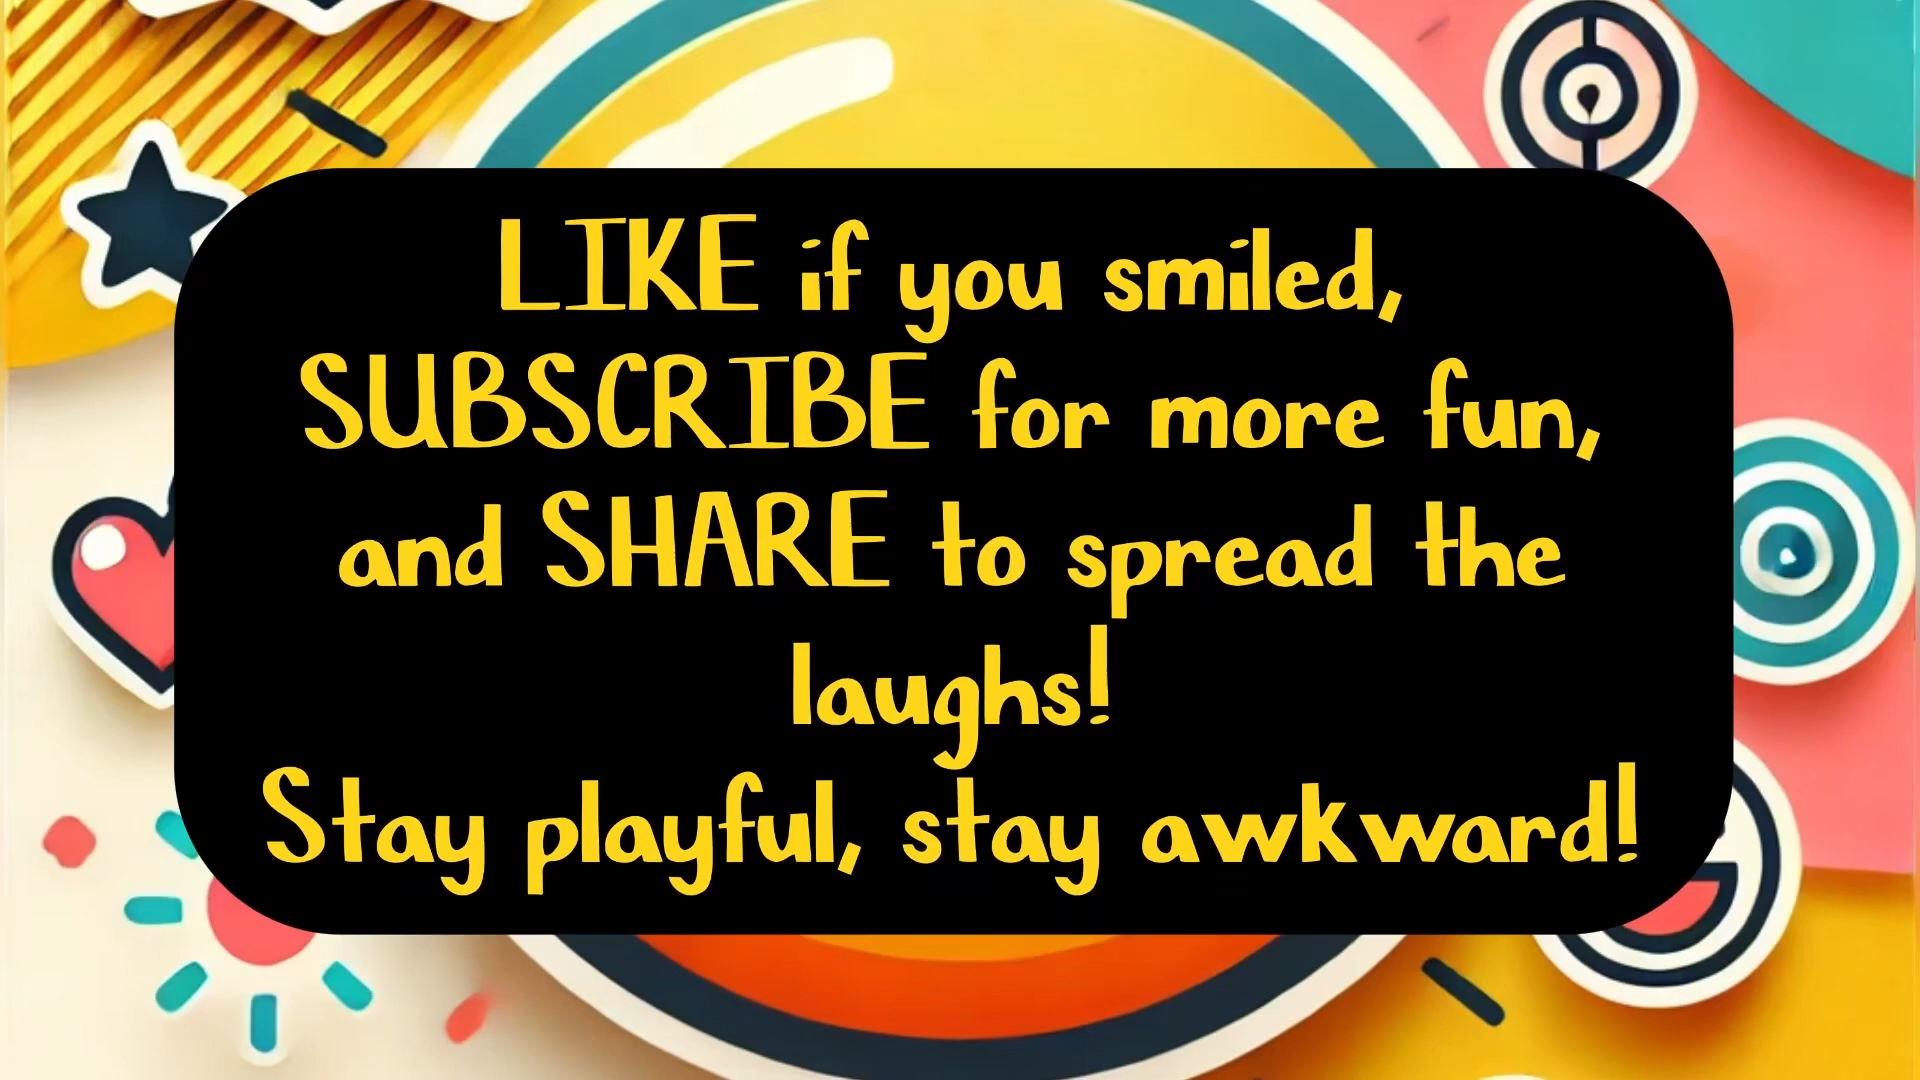 LIKE if you smiled,
SUBSCRIBE for more fun,
and SHARE to spread the
laughs!
Stay playful, stay awkward!